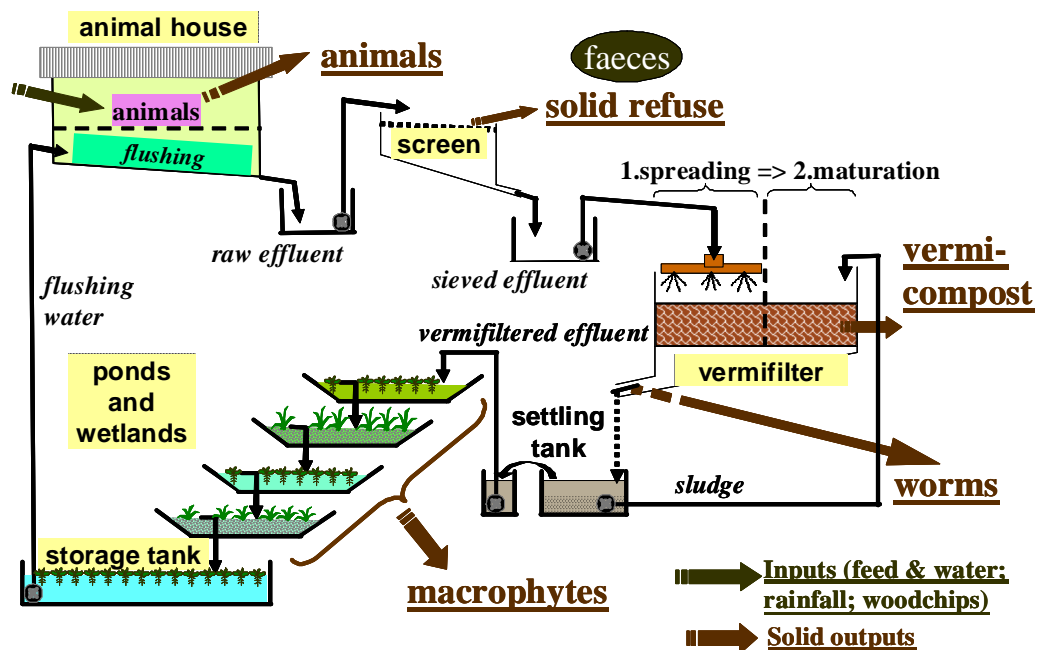 animal house
animals
faeces
animals
solid refuse
flushing
screen
1.spreading => 2.maturation
raw effluent
sieved effluent
vermi-
compost
flushing
water
vermifiltered effluent
ponds
and
wetlands
vermifilter
settling
tank
sludge
worms
storage tank
macrophytes
Inputs (feed & water;
rainfall; woodchips)
Solid outputs